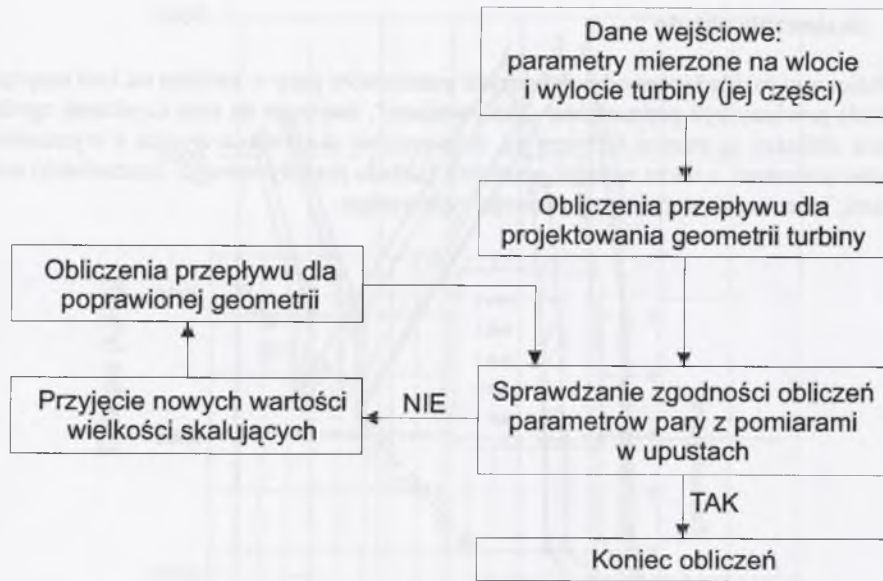 Dane wejściowe:
parametry mierzone na wlocie
i wylocie turbiny (jej części)
Obliczenia przepływu dla
projektowania geometrii turbiny
Obliczenia przepływu dla
poprawionej geometrii
Przyjęcie nowych wartości
wielkości skalujących
NIE
Sprawdzanie zgodności obliczeń
parametrów pary z pomiarami
w upustach
TAK
Koniec obliczeń